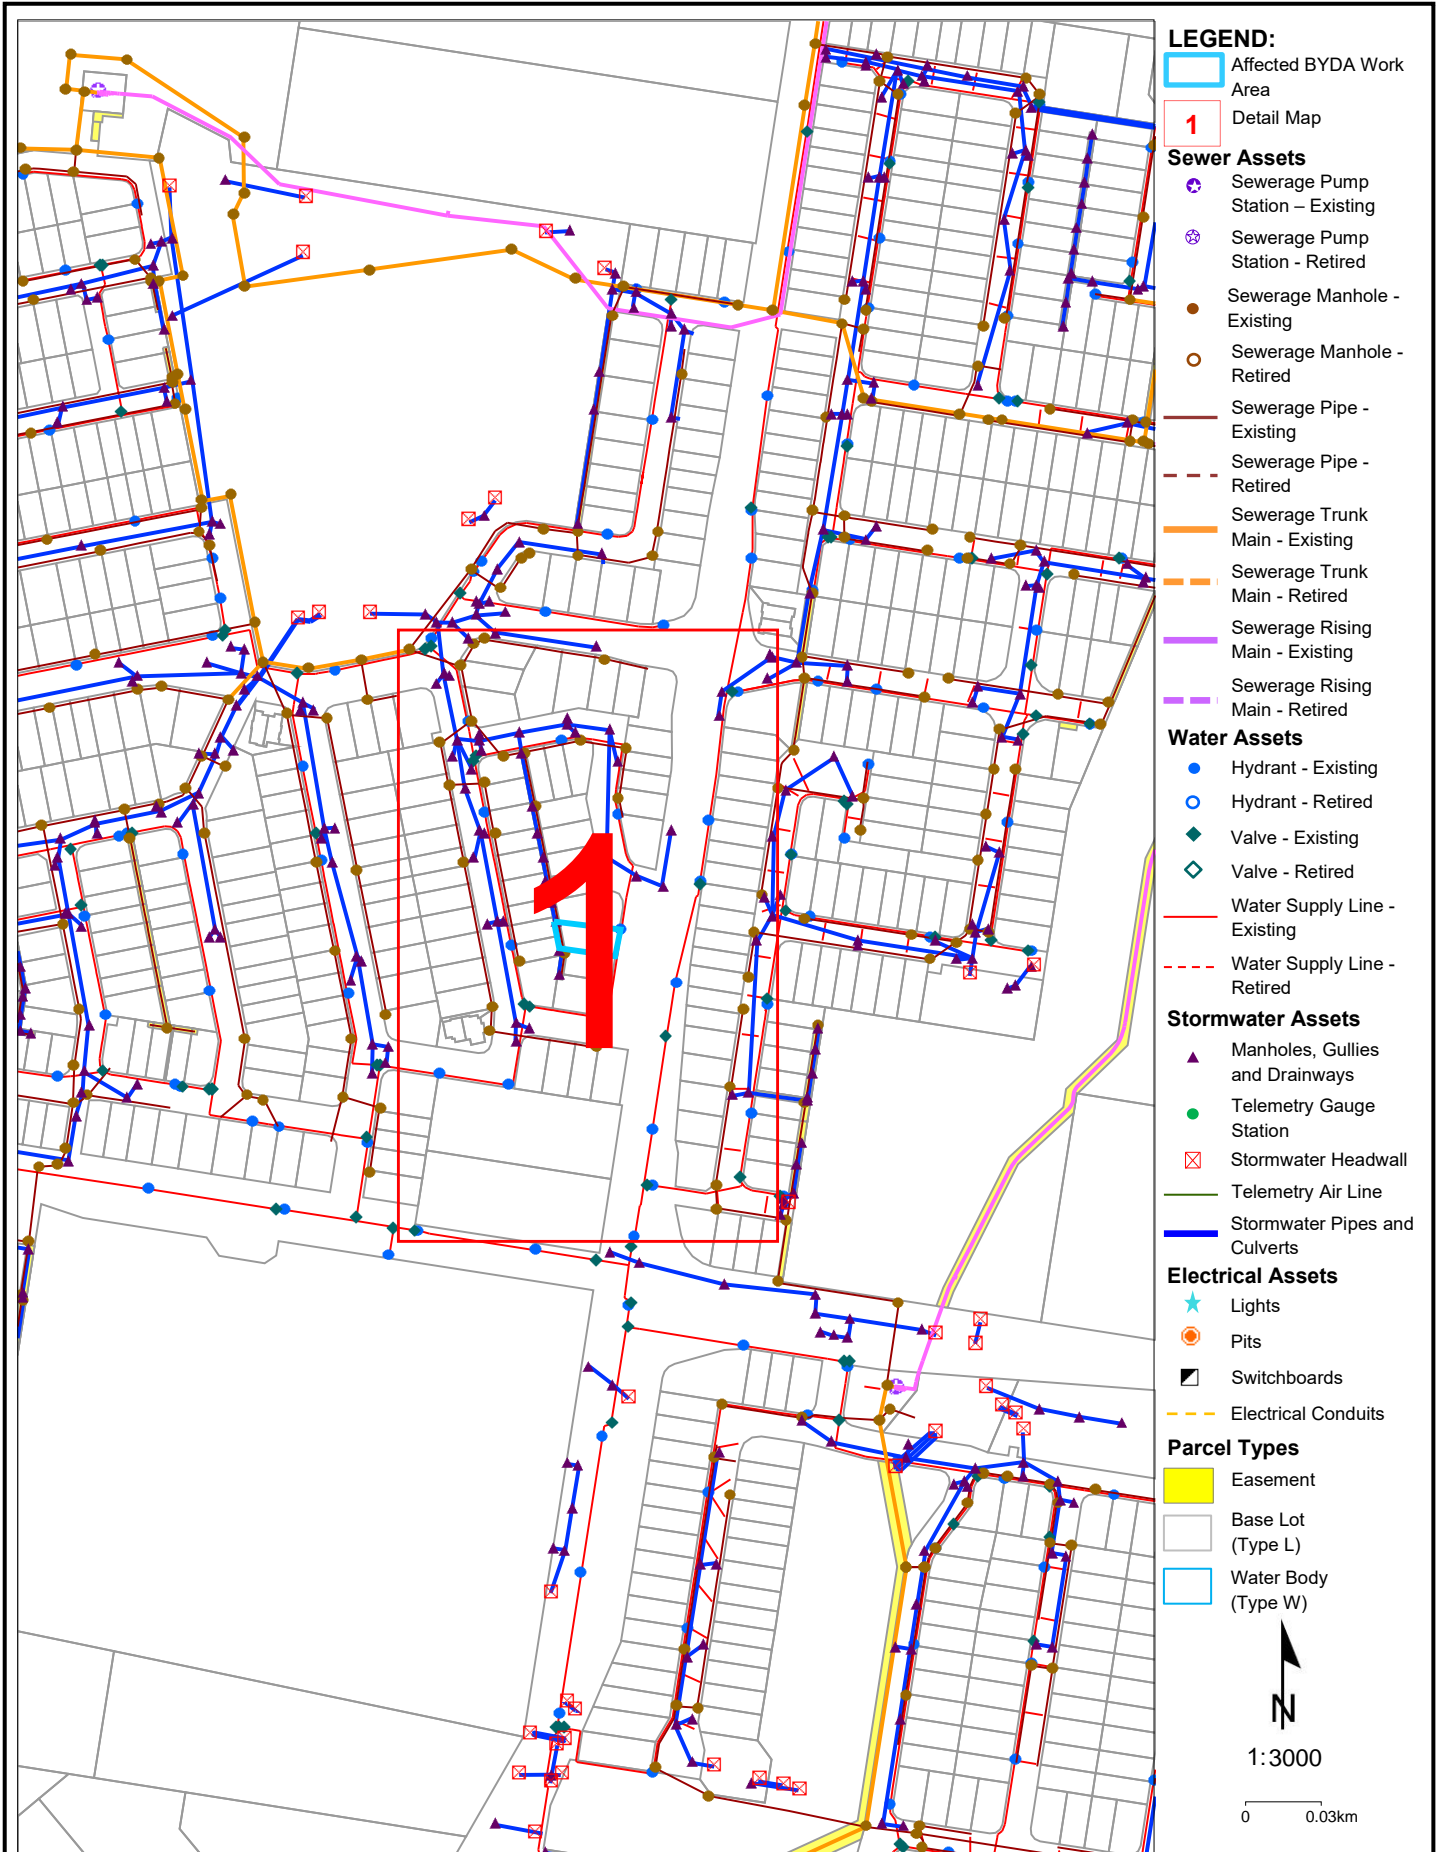 LEGEND:
Affected BYDA Work
Area
1
Detail Map
Sewer Assets
Sewerage Pump
Station – Existing
Sewerage Pump
Station - Retired
Sewerage Manhole -
Existing
Sewerage Manhole -
Retired
Sewerage Pipe -
Existing
Sewerage Pipe -
Retired
Sewerage Trunk
Main - Existing
Sewerage Trunk
Main - Retired
Sewerage Rising
Main - Existing
Sewerage Rising
Main - Retired
Water Assets
Hydrant - Existing
Hydrant - Retired
Valve - Existing
Valve - Retired
Water Supply Line -
Existing
Water Supply Line -
Retired
Stormwater Assets
Manholes, Gullies
and Drainways
Telemetry Gauge
Station
Stormwater Headwall
Telemetry Air Line
Stormwater Pipes and
Culverts
Electrical Assets
Lights
Pits
Switchboards
Electrical Conduits
Parcel Types
Easement
Base Lot
(Type L)
Water Body
(Type W)
N
1:3000
0 0.03km
1